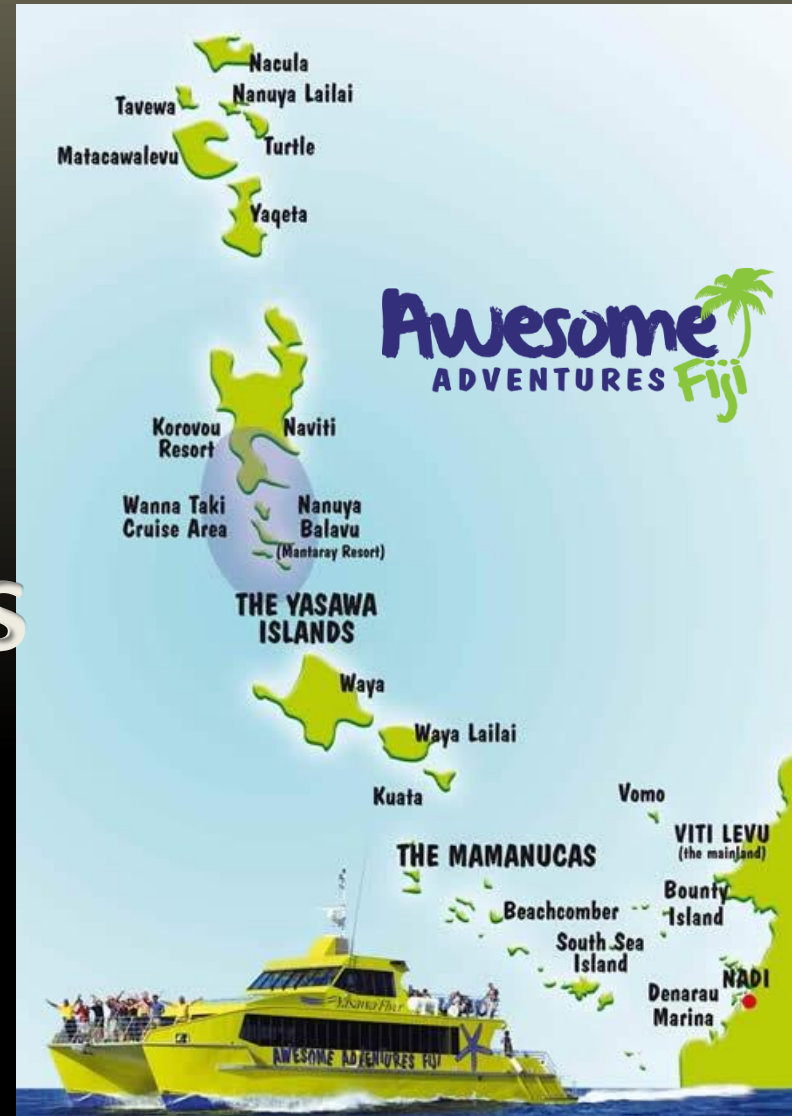 Nacula
Tavewa
Nanuya Lailai
Matacawalevu
Turtle
Yaqeta
Awesome
ADVENTURES Fiji
Korovou
Resort
Naviti
Wanna Taki
Cruise Area
Nanuya
Balavu
(Mantaray Resort)
THE YASAWA
ISLANDS
s
Waya
Waya Lailai
Kuata
Vomo
VITI LEVU
(the mainland)
THE MAMANUCAS
Bounty
Island
Beachcomber
South Sea
Island
NADI
Denarau
Marina
Yasawa Flyer
AWESOME ADVENTURES FIJI